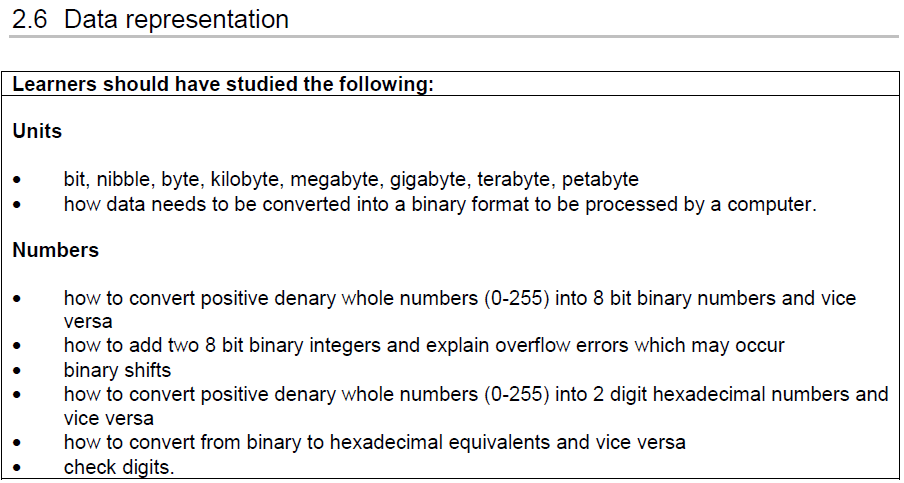 2.6 Data representation
Learners should have studied the following:
Units
• bit, nibble, byte, kilobyte, megabyte, gigabyte, terabyte, petabyte
• how data needs to be converted into a binary format to be processed by a computer.
Numbers
• how to convert positive denary whole numbers (0-255) into 8 bit binary numbers and vice
versa
• how to add two 8 bit binary integers and explain overflow errors which may occur
• binary shifts
• how to convert positive denary whole numbers (0-255) into 2 digit hexadecimal numbers and
vice versa
• how to convert from binary to hexadecimal equivalents and vice versa
• check digits.